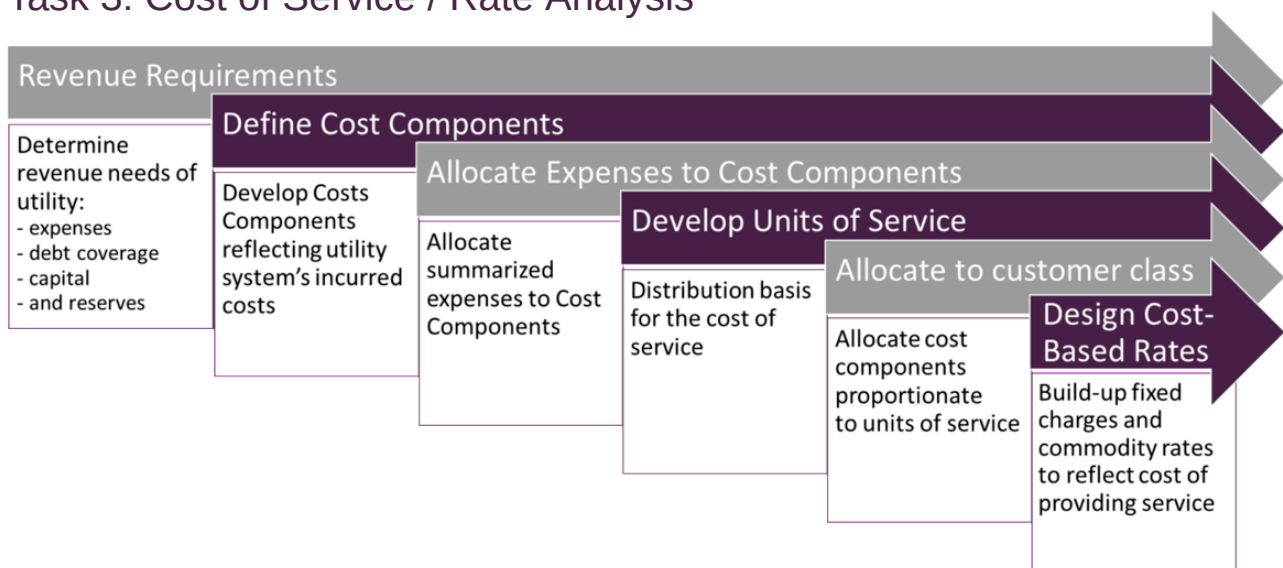 Task 3: Cost of Service / Rate Analysis
Revenue Requirements
Determine
revenue needs of
utility:
- expenses
- debt coverage
- capital
- and reserves
Define Cost Components
Develop Costs
Components
reflecting utility
system's incurred
costs
Allocate Expenses to Cost Components
Allocate
summarized
expenses to Cost
Components
Develop Units of Service
Distribution basis
for the cost of
service
Allocate to customer class
Allocate cost
components
proportionate
to units of service
Design Cost-
Based Rates
Build-up fixed
charges and
commodity rates
to reflect cost of
providing service